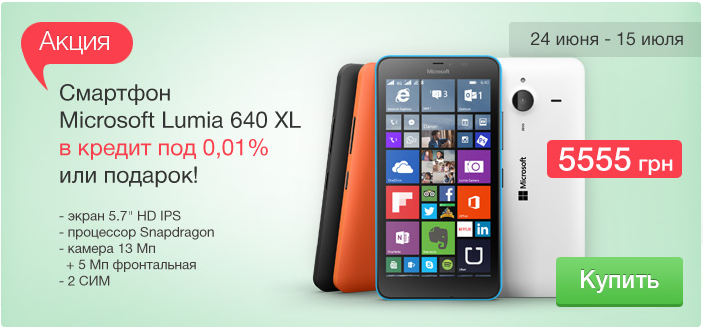 Акция
24 июня - 15 июля
Смартфон
Microsoft Lumia 640 XL
в кредит под 0,01%
или подарок!
- экран 5.7" HD IPS
- процессор Snapdragon
- камера 13 Мп
+ 5 Мп фронтальная
- 2 СИМ
Microsoft
Microsoft
5555 грн
Купить